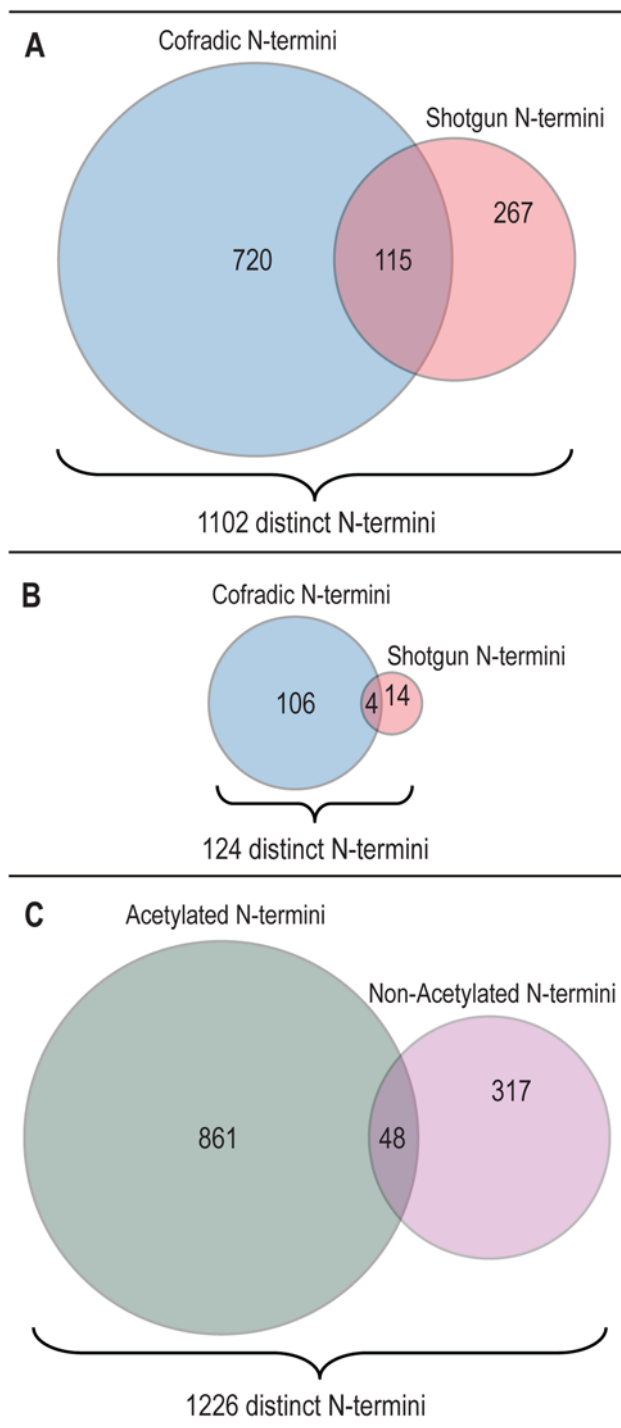 A
Cofradic N-termini
Shotgun N-termini
267
720
115
1102 distinct N-termini
B
Cofradic N-termini
Shotgun N-termini
106
4
14
124 distinct N-termini
C
Acetylated N-termini
Non-Acetylated N-termini
317
861
48
1226 distinct N-termini